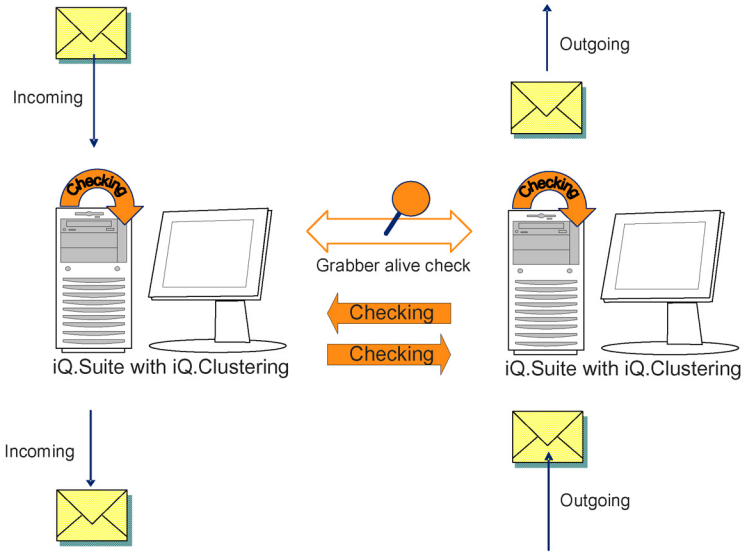 Outgoing
Incoming
Checking
Checking
Grabber alive check
Checking
Checking
iQ.Suite with iQ.Clustering
iQ.Suite with iQ.Clustering
Incoming
Outgoing